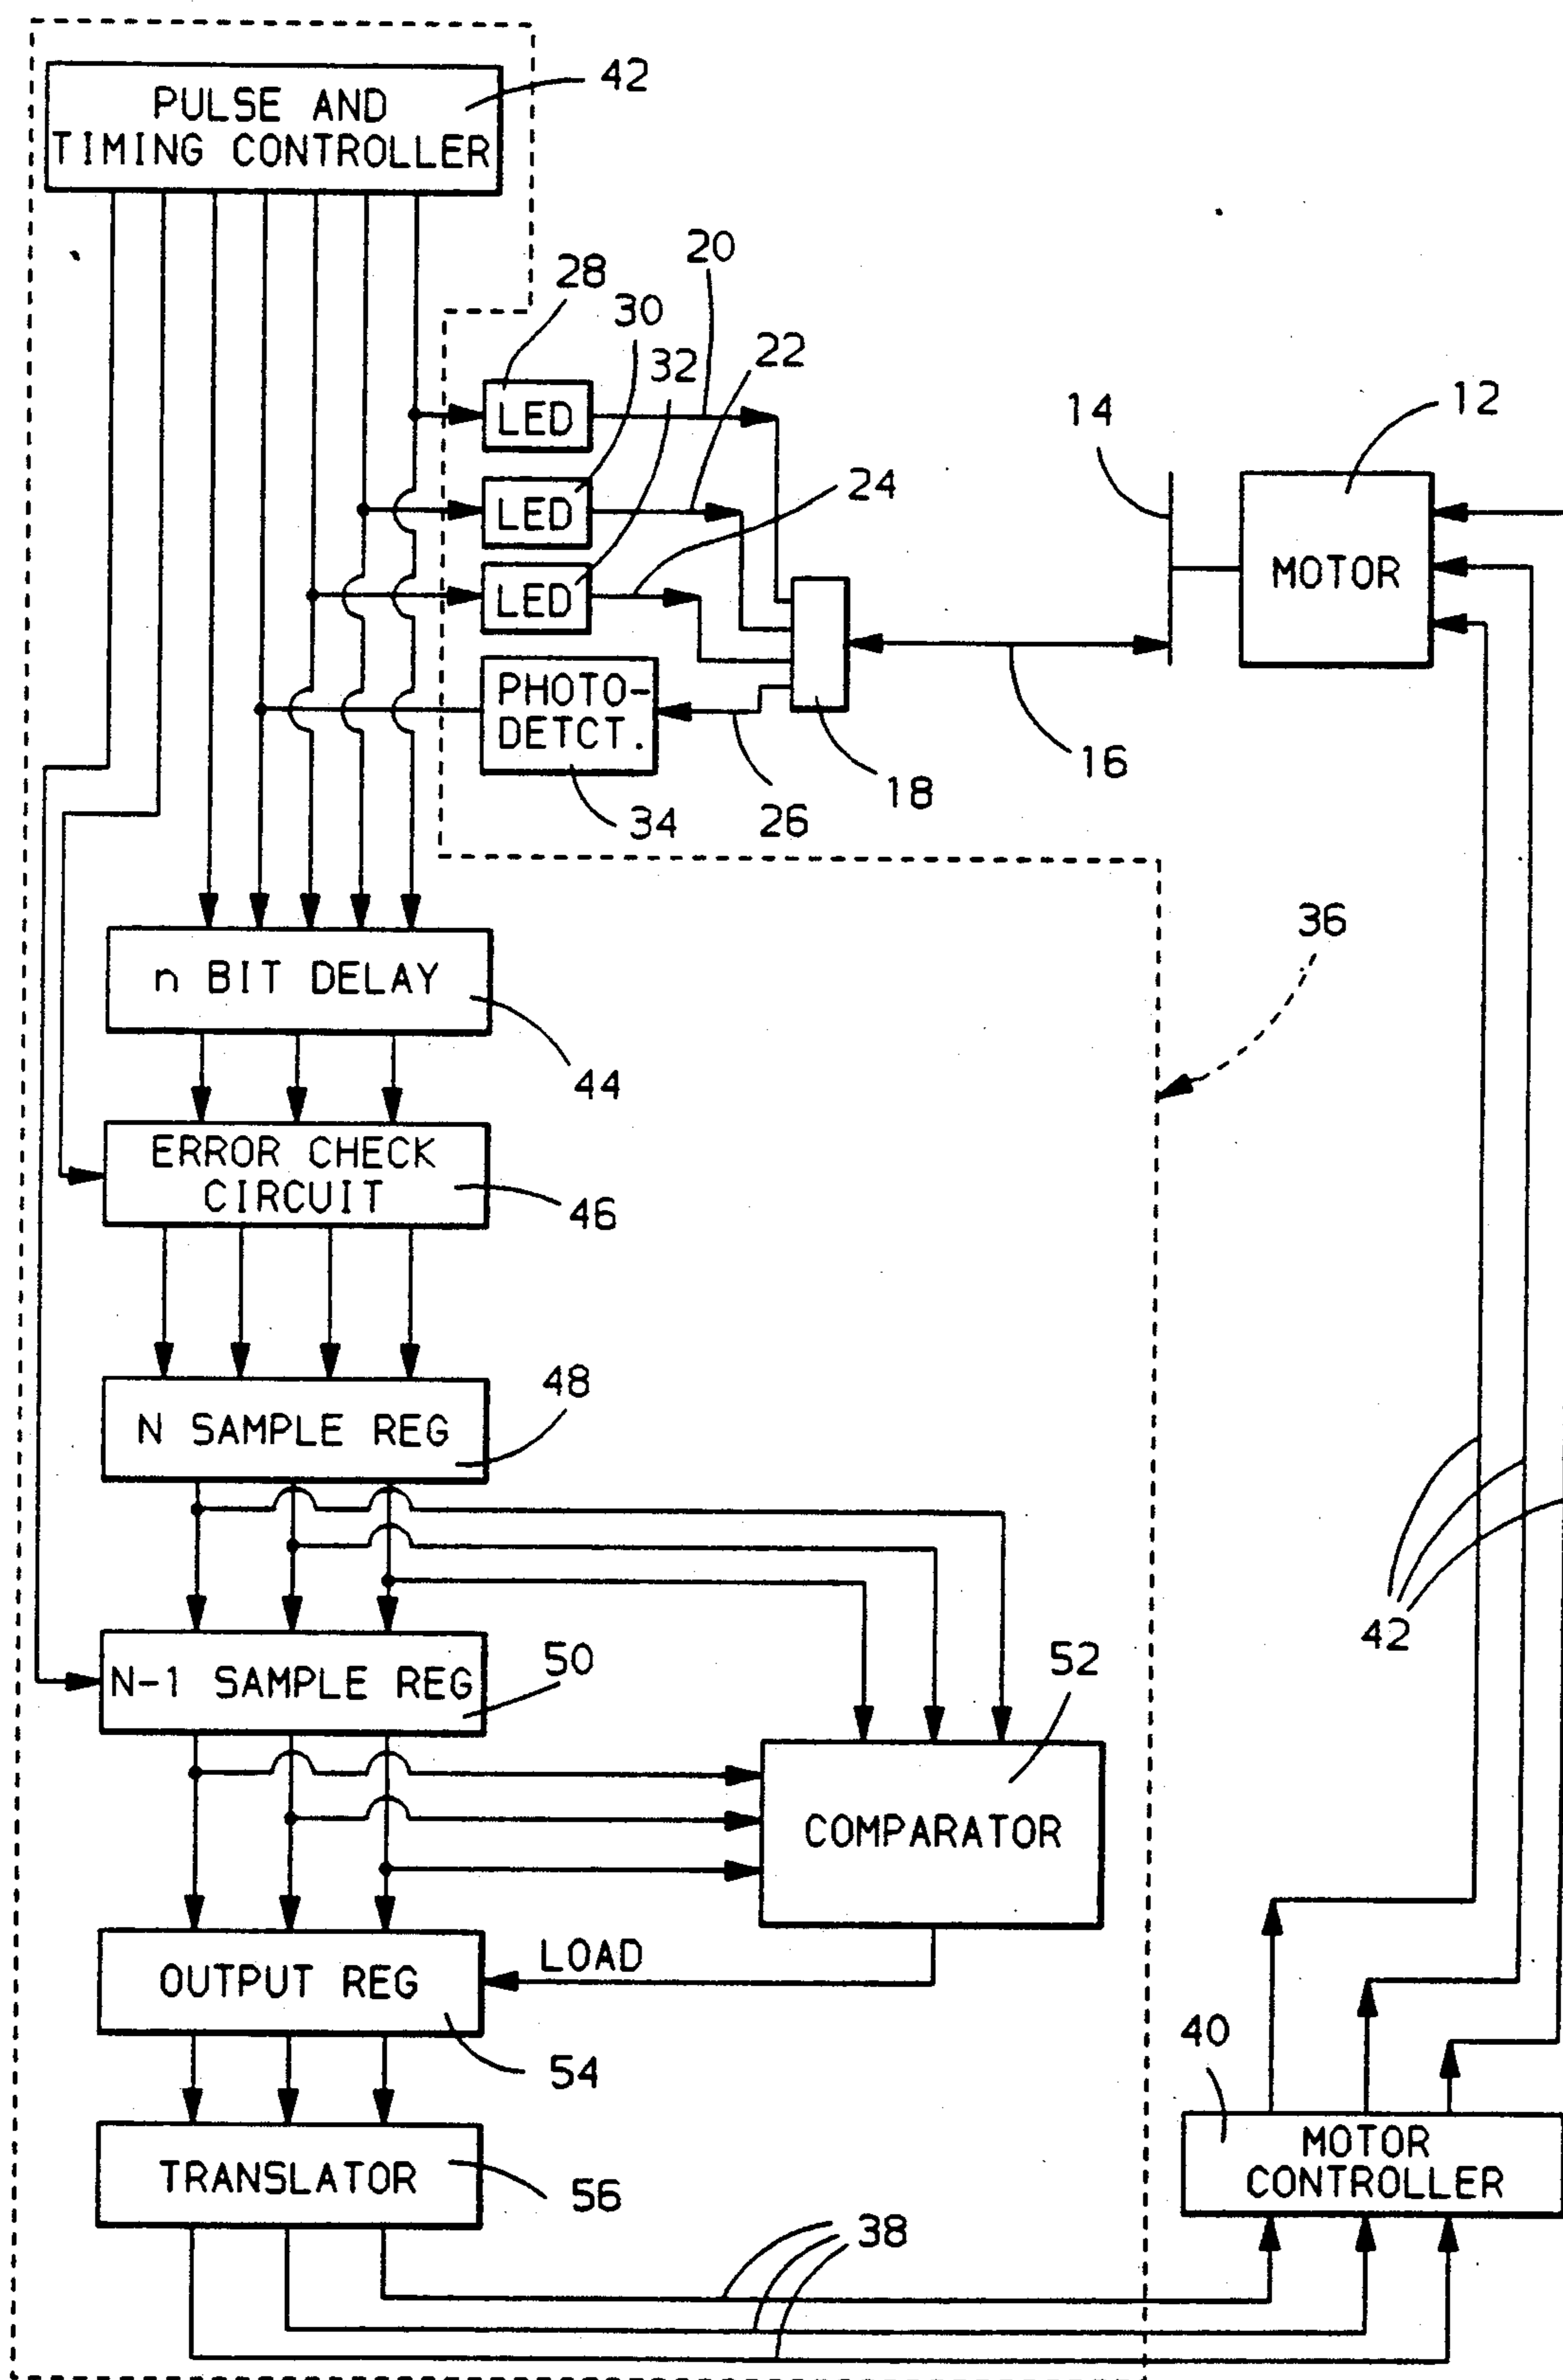 42
PULSE AND
TIMING CONTROLLER
20
28
30
22
32
LED
14
12
24
LED
MOTOR
LED
PHOTO-
DETCT.
16
18
34
26
36
n BIT DELAY
44
ERROR CHECK
CIRCUIT
46
48
N SAMPLE REG
42
50
52
N-1 SAMPLE REG
COMPARATOR
LOAD
OUTPUT REG
40
54
MOTOR
CONTROLLER
TRANSLATOR
56
38